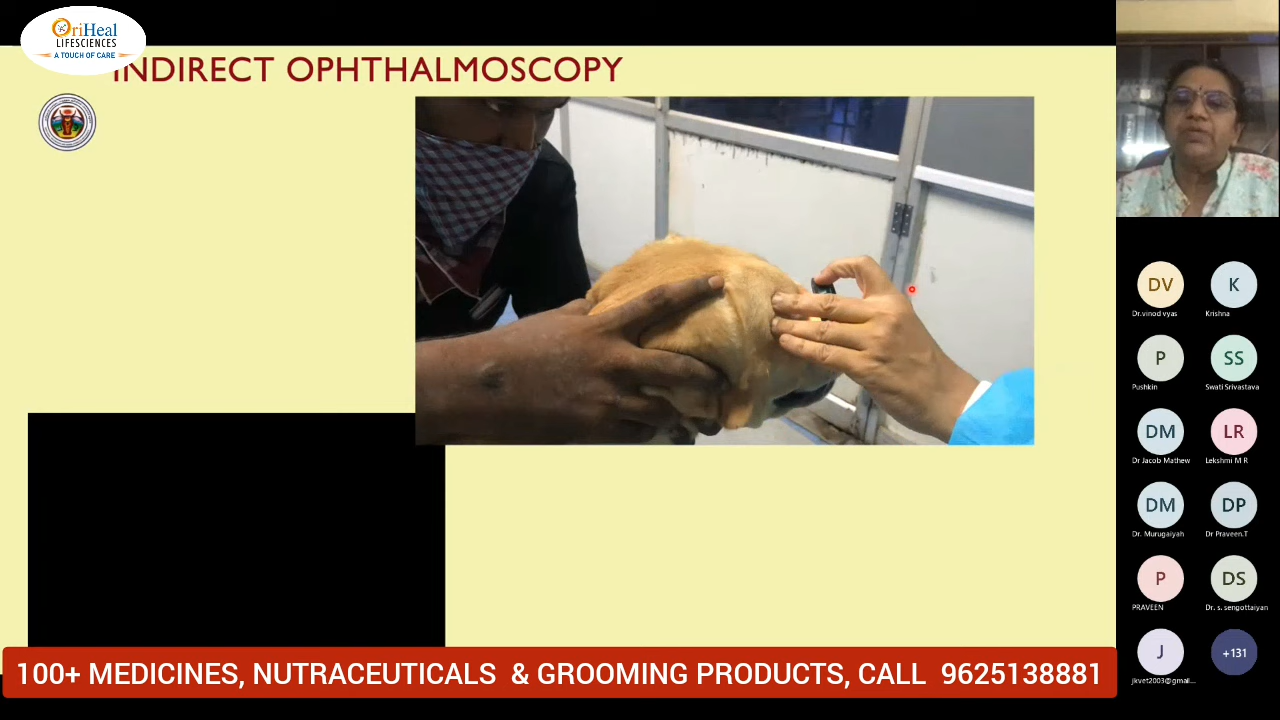 OriHeal
LIFESCIENCES
A TOUCH OF CARE
INDIRECT OPHTHALMOSCOPY
DV
Dr.vinod vyas
K
Krishna
P
Pushkin
SS
Swati Srivastava
DM
Dr Jacob Mathew
LR
Lekshmi M R
DM
Dr. Murugaiyah
DP
Dr Praveen.T
P
PRAVEEN
DS
Dr. s. sengottaiyan
J
jkvet2003@gmail...
+131
100+ MEDICINES, NUTRACEUTICALS & GROOMING PRODUCTS, CALL 9625138881